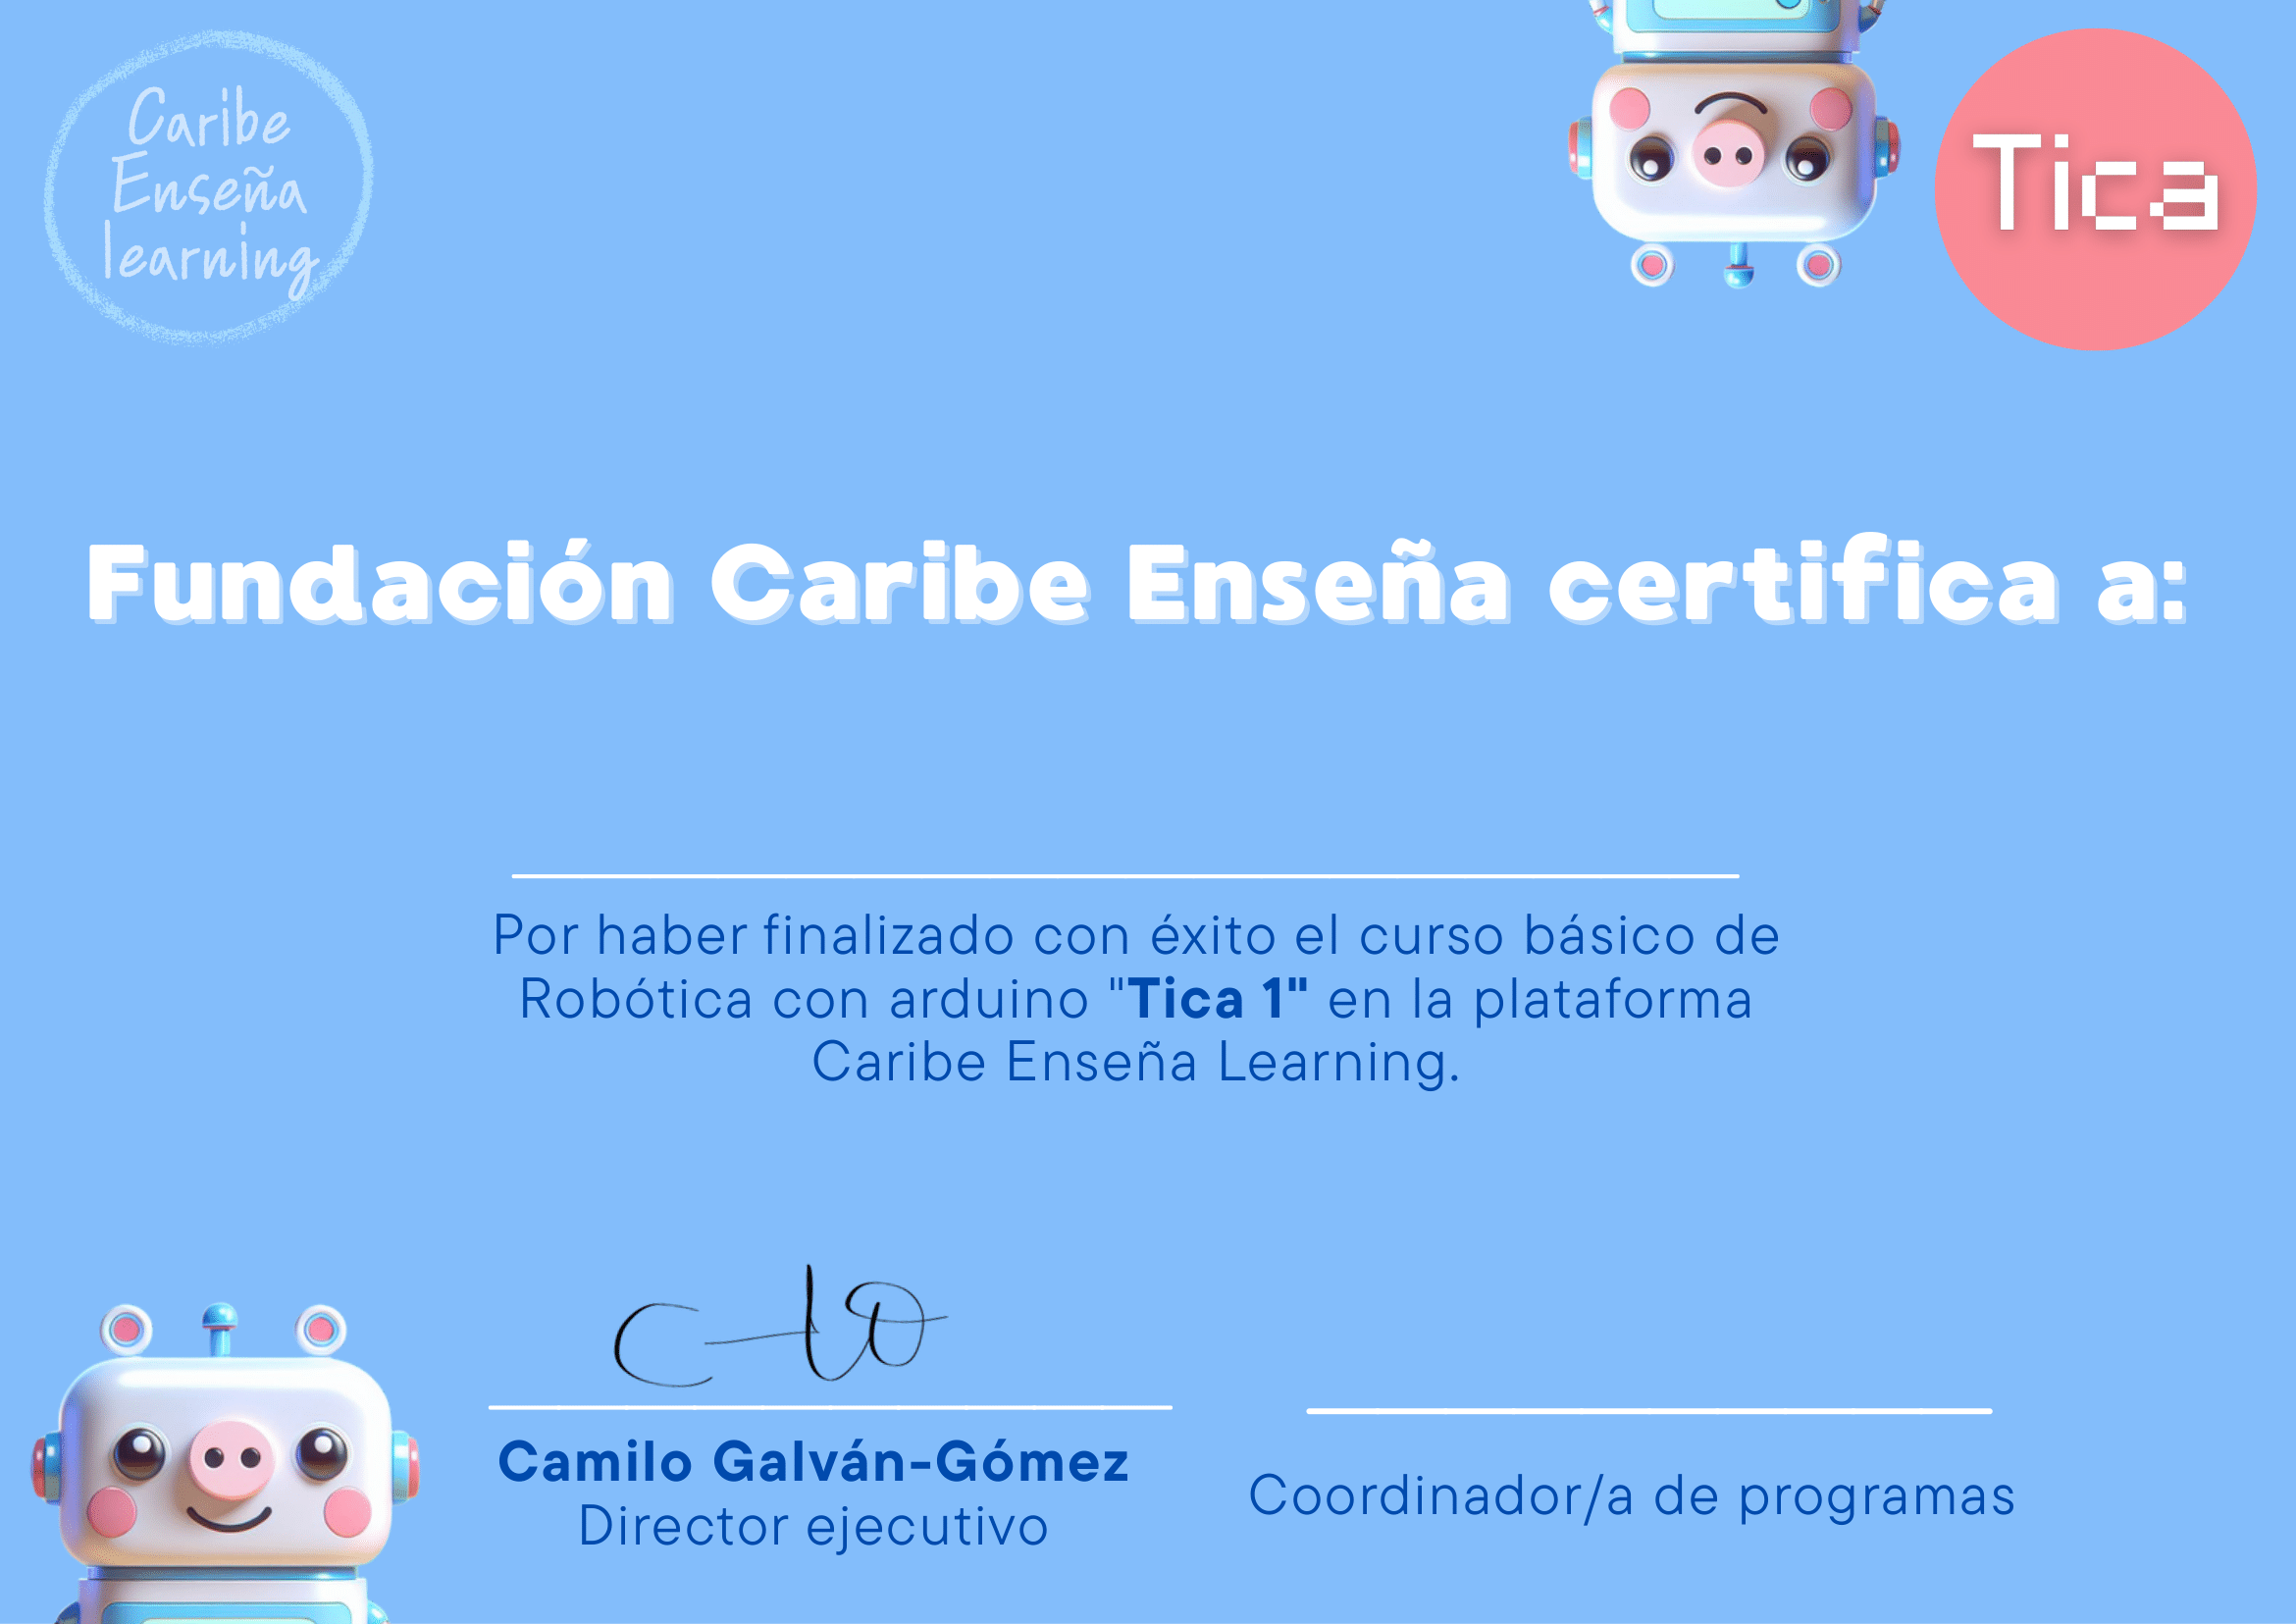 Caribe
Enseña
learning
Tica
Fundación Caribe Enseña certifica a:
Por haber finalizado con éxito el curso básico de
Robótica con arduino "Tica 1" en la plataforma
Caribe Enseña Learning.
Camilo Galván-Gómez
Director ejecutivo
Coordinador/a de programas